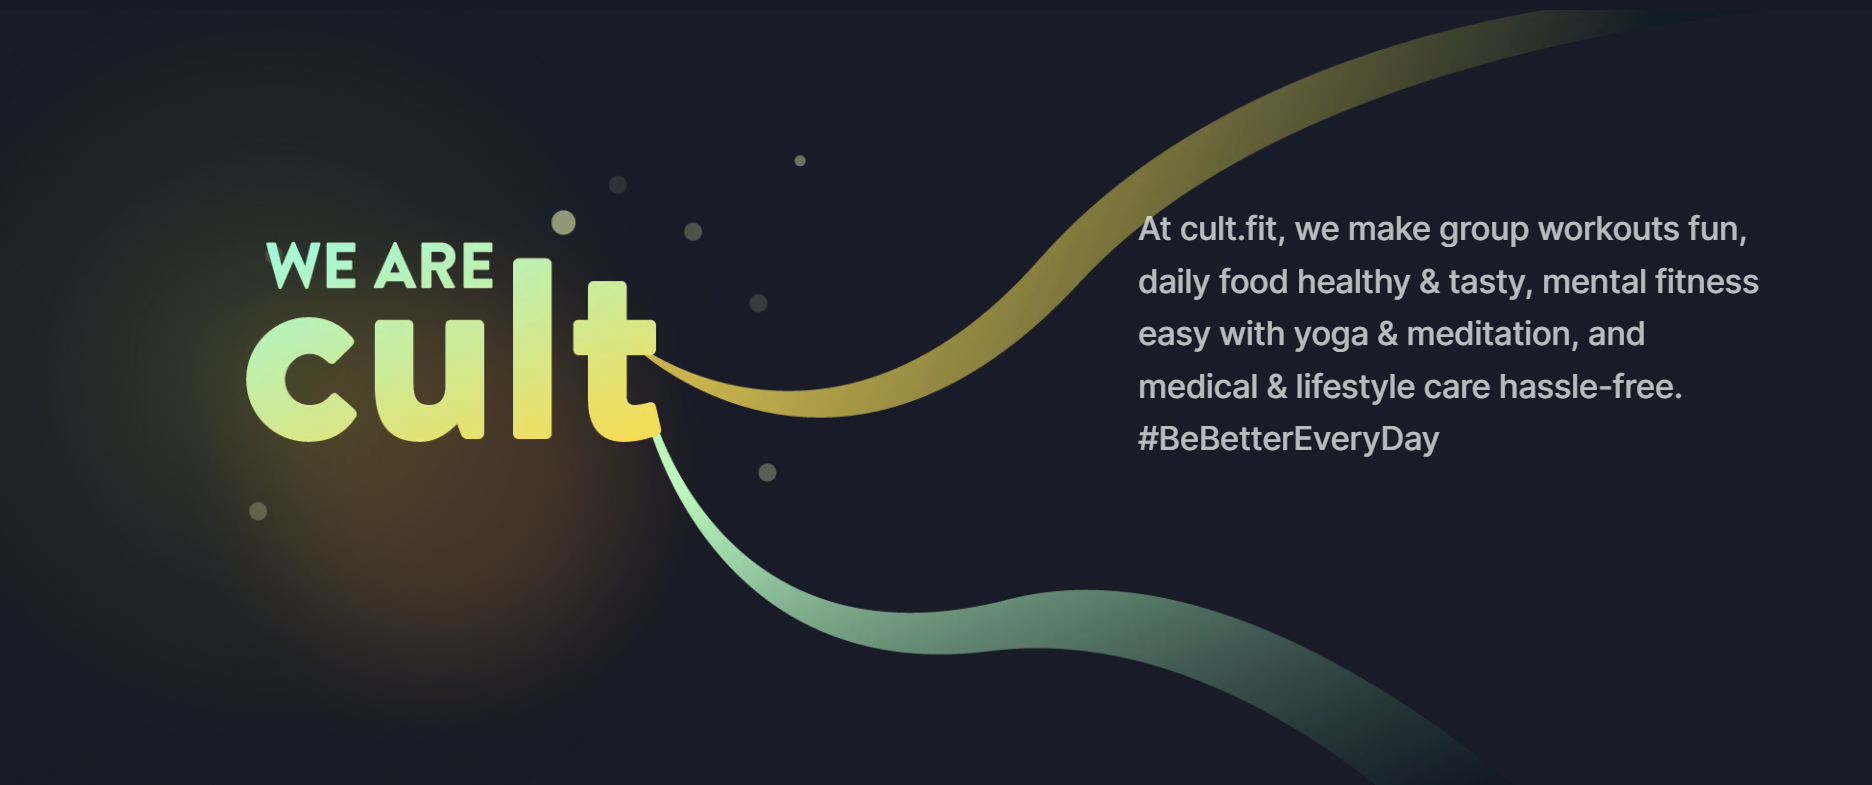 WE ARE
cult
At cult.fit, we make group workouts fun,
daily food healthy & tasty, mental fitness
easy with yoga & meditation, and
medical & lifestyle care hassle-free.
#BeBetterEveryDay